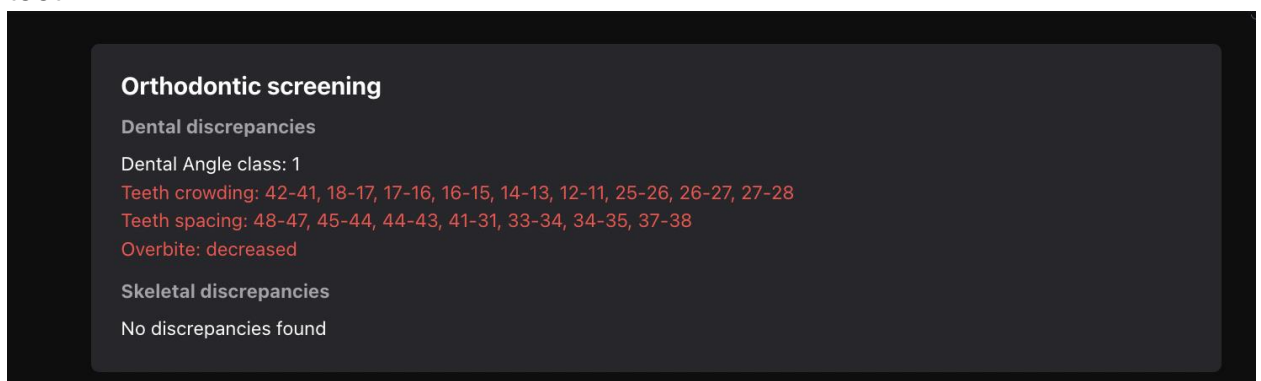 Orthodontic screening
Dental discrepancies
Dental Angle class: 1
Teeth crowding: 42-41, 18-17, 17-16, 16-15, 14-13, 12-11, 25-26, 26-27, 27-28
Teeth spacing: 48-47, 45-44, 44-43, 41-31, 33-34, 34-35, 37-38
Overbite: decreased
Skeletal discrepancies
No discrepancies found